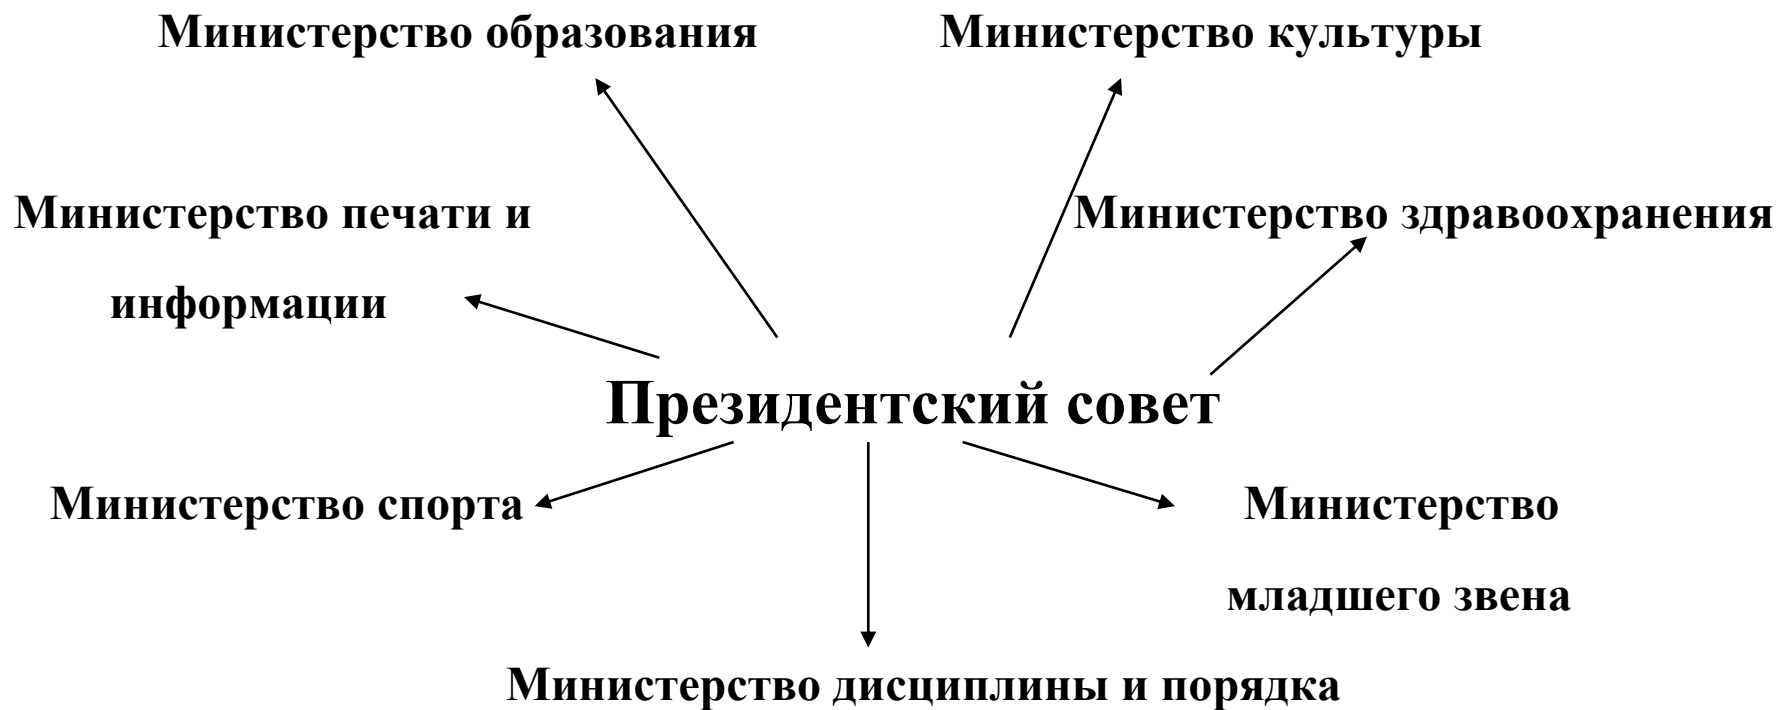 Министерство образования
Министерство культуры
Министерство печати и
информации
Министерство здравоохранения
Президентский совет
Министерство спорта
Министерство
младшего звена
Министерство дисциплины и порядка